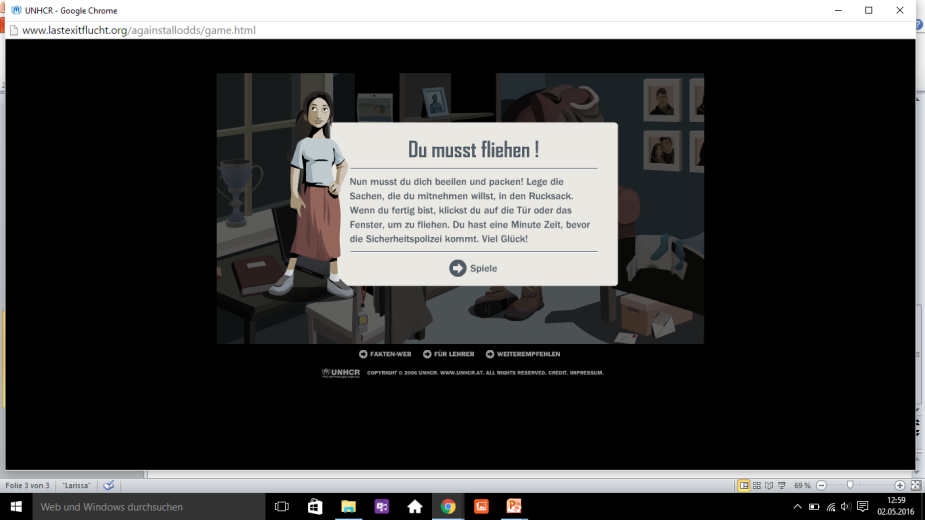 UNHCR - Google Chrome
www.lastexitflucht.org/againstallodds/game.html
Du musst fliehen !
Nun musst du dich beeilen und packen! Lege die
Sachen, die du mitnehmen willst, in den Rucksack.
Wenn du fertig bist, klickst du auf die Tür oder das
Fenster, um zu fliehen. Du hast eine Minute Zeit, bevor
die Sicherheitspolizei kommt. Viel Glück!
Spiele
FAKTEN-WEB FÜR LEHRER WEITEREMPFEHLEN
UNHCR COPYRIGHT © 2006 UNHCR. WWW.UNHCR.AT. ALL RIGHTS RESERVED. CREDIT. IMPRESSUM.
Folie 3 von 3 "Larissa" 69 %
Web und Windows durchsuchen
12:59
02.05.2016